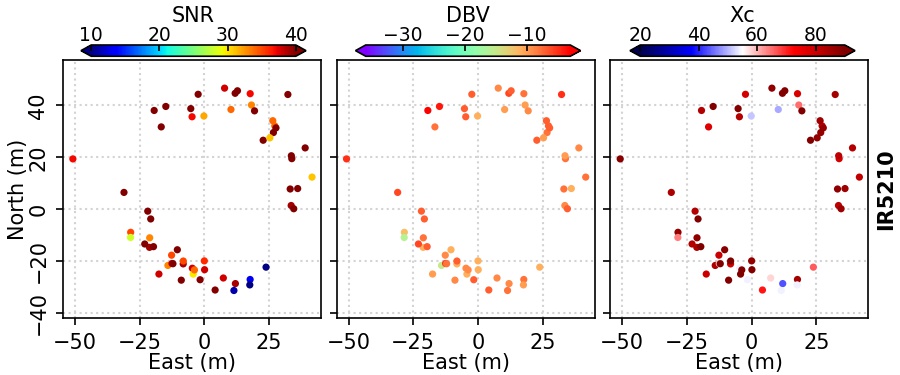 SNR DBV Xc
10 20 30 40 −30 −20 −10 20 40 60 80
40
20
0
−20
−40
North (m)
IR5210
−50 −25 0 25 −50 −25 0 25 −50 −25 0 25
East (m) East (m) East (m)